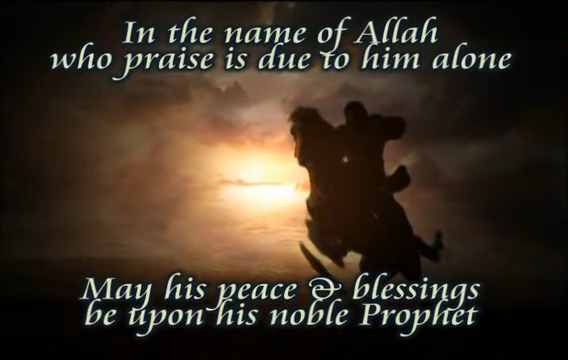 In the name of Allah
who praise is due to him alone
May his peace & blessings
be upon his noble Prophet